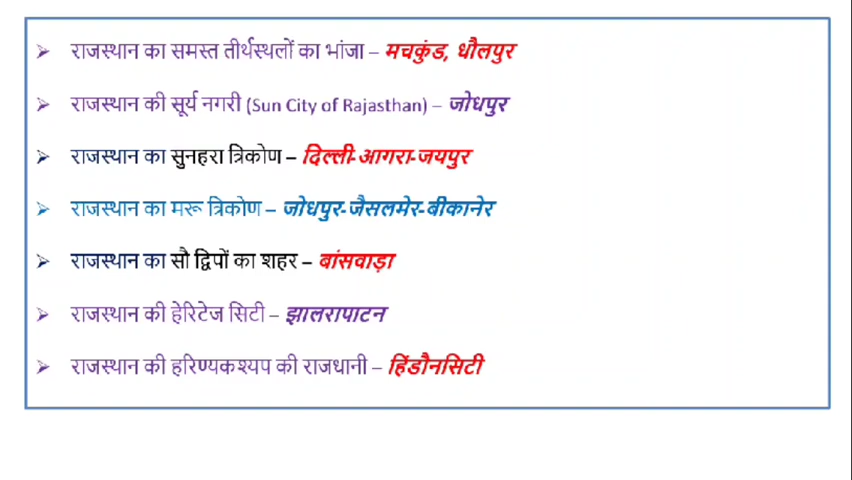 ➢ राजस्थान का समस्त तीर्थस्थलों का भांजा – मचकुंड, धौलपुर
➢ राजस्थान की सूर्य नगरी (Sun City of Rajasthan) – जोधपुर
➢ राजस्थान का सुनहरा त्रिकोण – दिल्ली-आगरा-जयपुर
➢ राजस्थान का मरू त्रिकोण – जोधपुर-जैसलमेर-बीकानेर
➢ राजस्थान का सौ द्विपों का शहर – बांसवाड़ा
➢ राजस्थान की हेरिटेज सिटी – झालरापाटन
➢ राजस्थान की हरिण्यकश्यप की राजधानी – हिंडौनसिटी